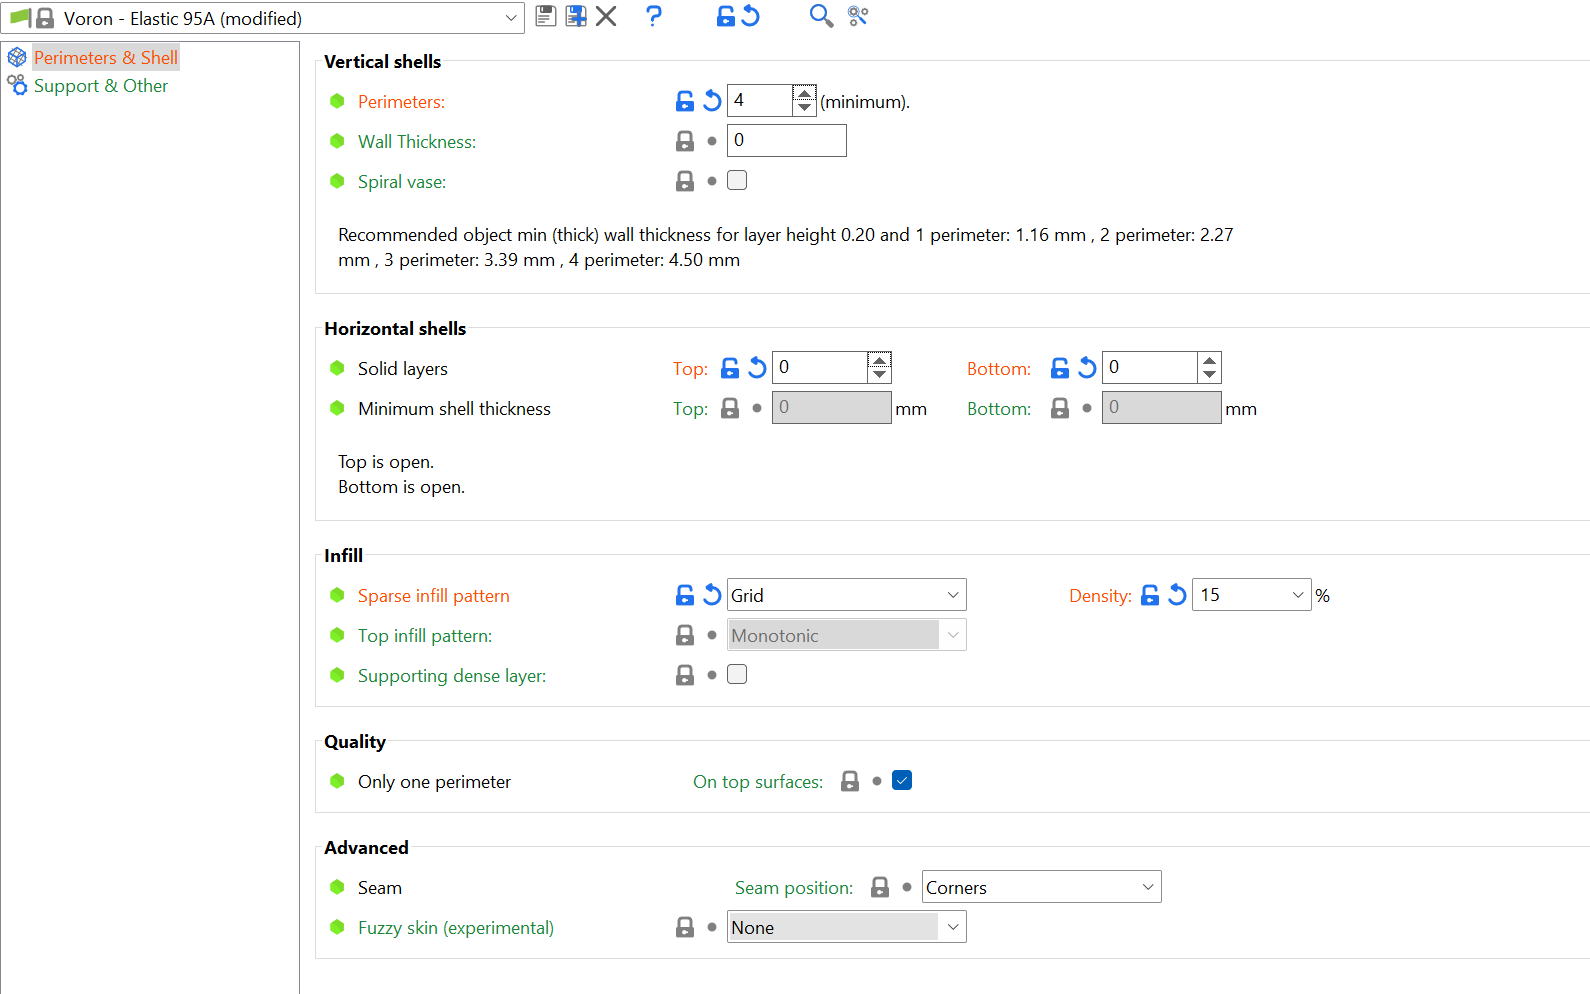 Voron - Elastic 95A (modified)
Perimeters & Shell
Support & Other
Vertical shells
Perimeters: 4 (minimum).
Wall Thickness: 0
Spiral vase:
Recommended object min (thick) wall thickness for layer height 0.20 and 1 perimeter: 1.16 mm , 2 perimeter: 2.27
mm , 3 perimeter: 3.39 mm , 4 perimeter: 4.50 mm
Horizontal shells
Solid layers Top: 0 Bottom: 0
Minimum shell thickness Top: 0 mm Bottom: 0 mm
Top is open.
Bottom is open.
Infill
Sparse infill pattern Grid Density: 15 %
Top infill pattern: Monotonic
Supporting dense layer:
Quality
Only one perimeter On top surfaces:
Advanced
Seam Seam position: Corners
Fuzzy skin (experimental) None